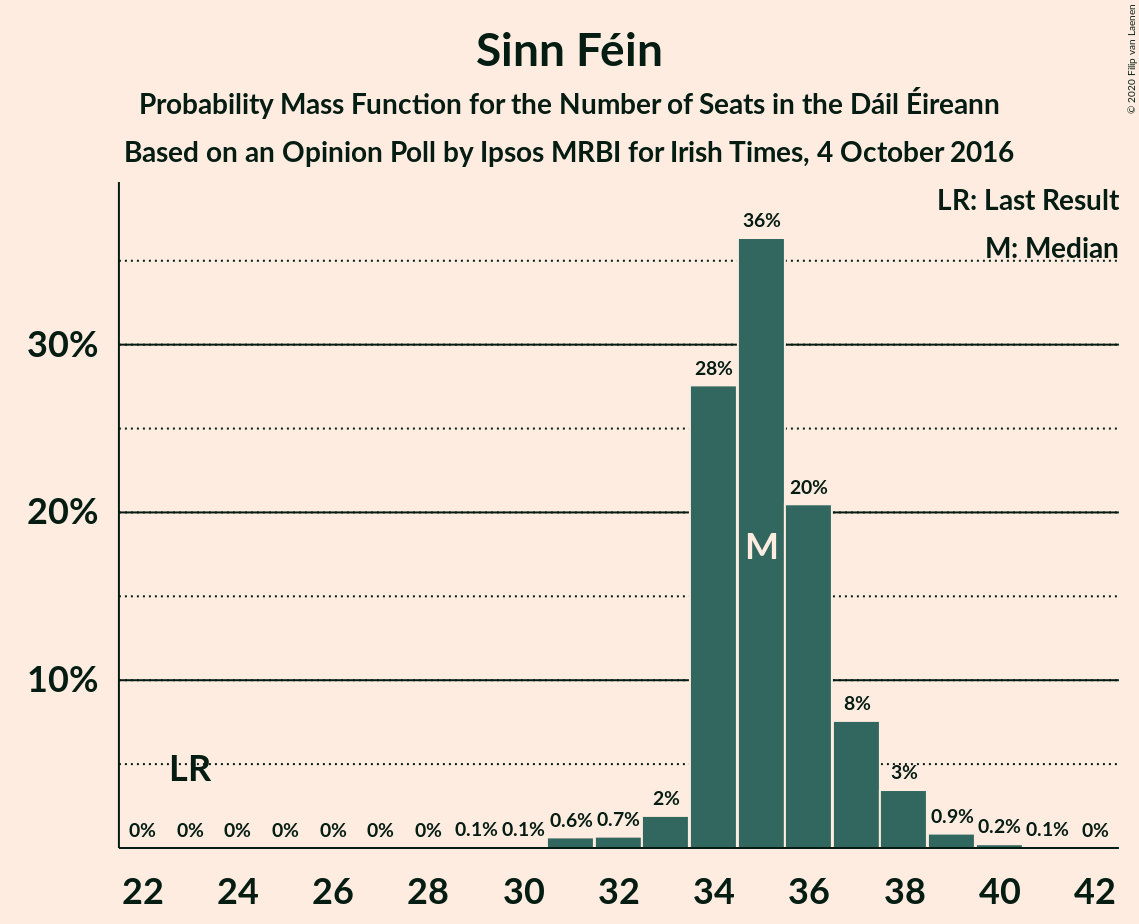 Sinn Féin
Probability Mass Function for the Number of Seats in the Dáil Éireann
Based on an Opinion Poll by Ipsos MRBI for Irish Times, 4 October 2016
© 2020 Filip van Laenen
LR: Last Result
M: Median
36%
30%
28%
20%
20%
M
10%
8%
LR
3%
2%
0% 0% 0% 0% 0% 0% 0% 0.1% 0.1% 0.6% 0.7% 0.9% 0.2% 0.1% 0%
22 24 26 28 30 32 34 36 38 40 42